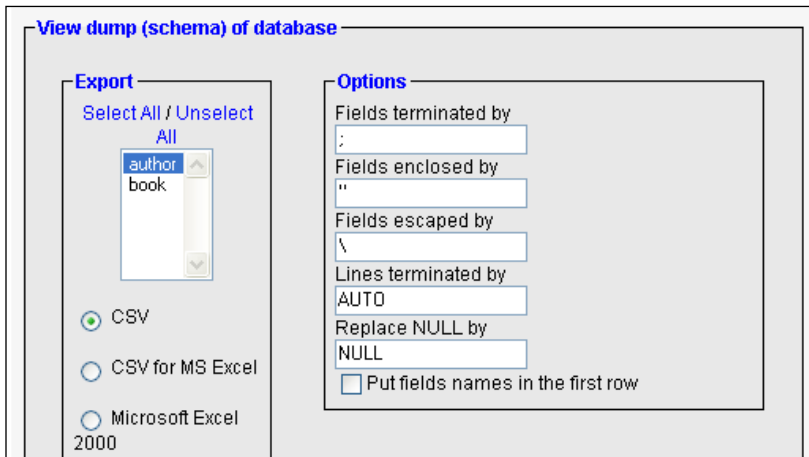 View dump (schema) of database
Export
Select All / Unselect
All
author
book
CSV
CSV for MS Excel
Microsoft Excel
2000
Options
Fields terminated by
;
Fields enclosed by
"
Fields escaped by
\
Lines terminated by
AUTO
Replace NULL by
NULL
Put fields names in the first row